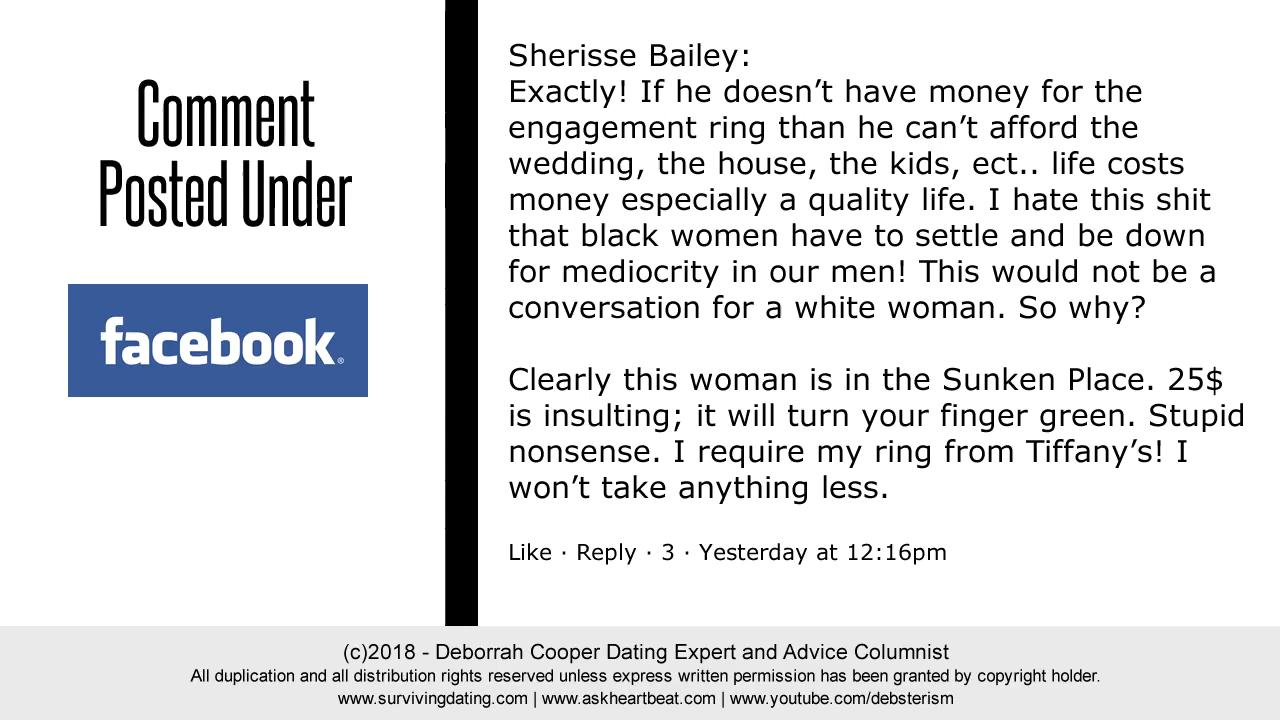 Comment
Posted Under
facebook®
Sherisse Bailey:
Exactly! If he doesn’t have money for the
engagement ring than he can’t afford the
wedding, the house, the kids, ect.. life costs
money especially a quality life. I hate this shit
that black women have to settle and be down
for mediocrity in our men! This would not be a
conversation for a white woman. So why?
Clearly this woman is in the Sunken Place. 25$
is insulting; it will turn your finger green. Stupid
nonsense. I require my ring from Tiffany’s! I
won’t take anything less.
Like · Reply · 3 · Yesterday at 12:16pm
(c)2018 - Deborrah Cooper Dating Expert and Advice Columnist
All duplication and all distribution rights reserved unless express written permission has been granted by copyright holder.
www.survivingdating.com | www.askheartbeat.com | www.youtube.com/debsterism